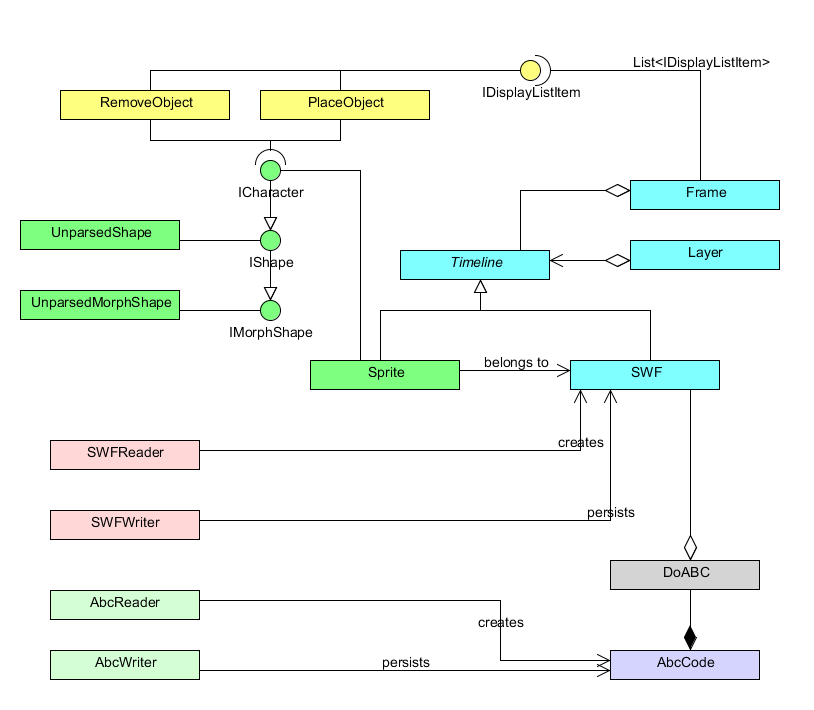 List<IDisplayListItem>
IDisplayListItem
RemoveObject
PlaceObject
ICharacter
Frame
UnparsedShape
IShape
Timeline
Layer
UnparsedMorphShape
IMorphShape
belongs to
Sprite
SWF
creates
SWFReader
persists
SWFWriter
DoABC
AbcReader
creates
AbcWriter
persists
AbcCode